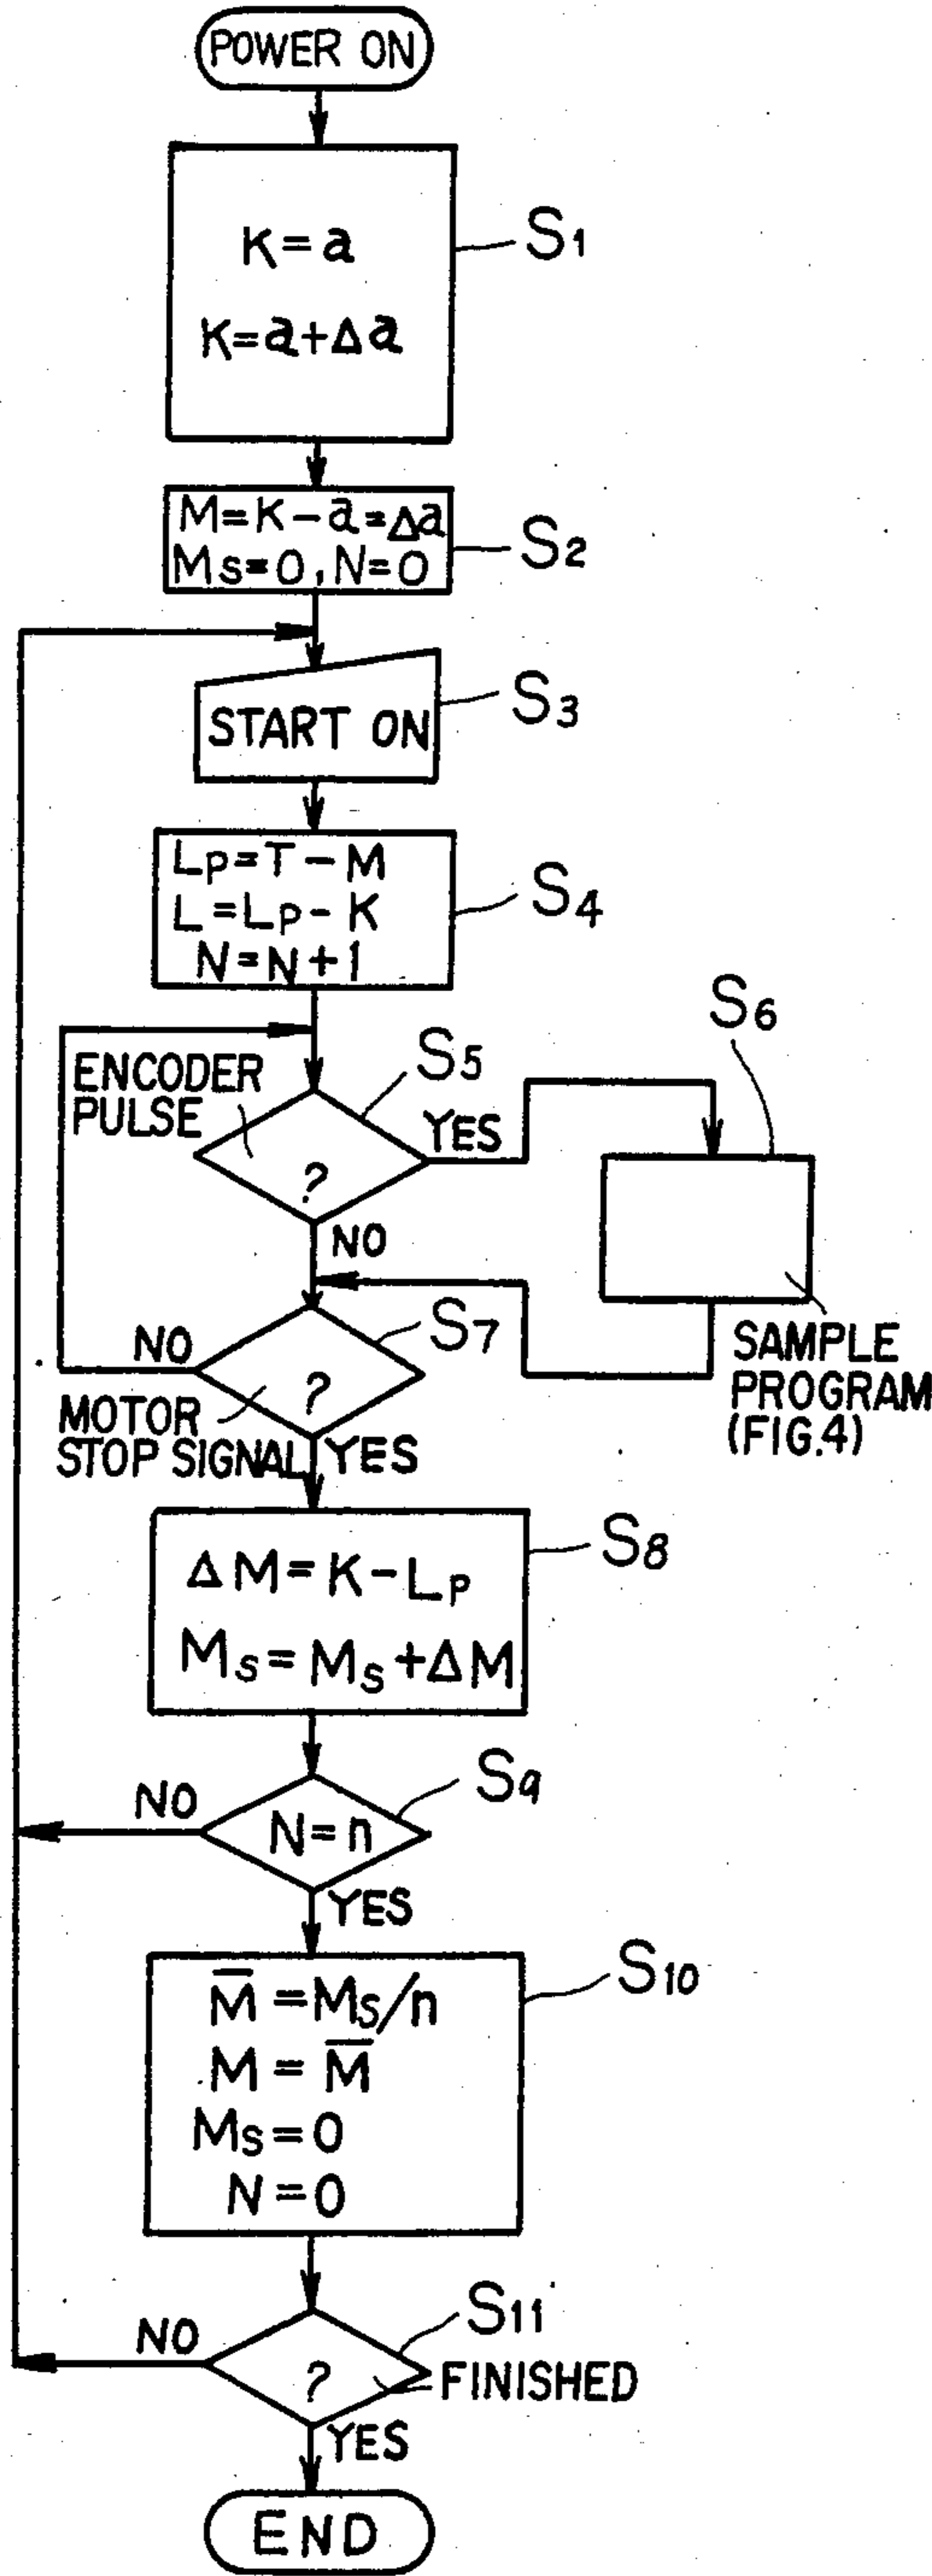 POWER ON
K=a
K=a+Δa
S1
M=K-a=Δa
Ms=0, N=0
S2
START ON
S3
Lp=T-M
L=Lp-K
N=N+1
S4
ENCODER
PULSE
?
S5
YES
NO
S6
SAMPLE
PROGRAM
(FIG.4)
S7
NO
?
MOTOR
STOP SIGNAL
YES
ΔM=K-Lp
Ms=Ms+ΔM
S8
S9
NO
N=n
YES
M̅=Ms/n
M=M̅
Ms=0
N=0
S10
S11
NO
?
FINISHED
YES
END